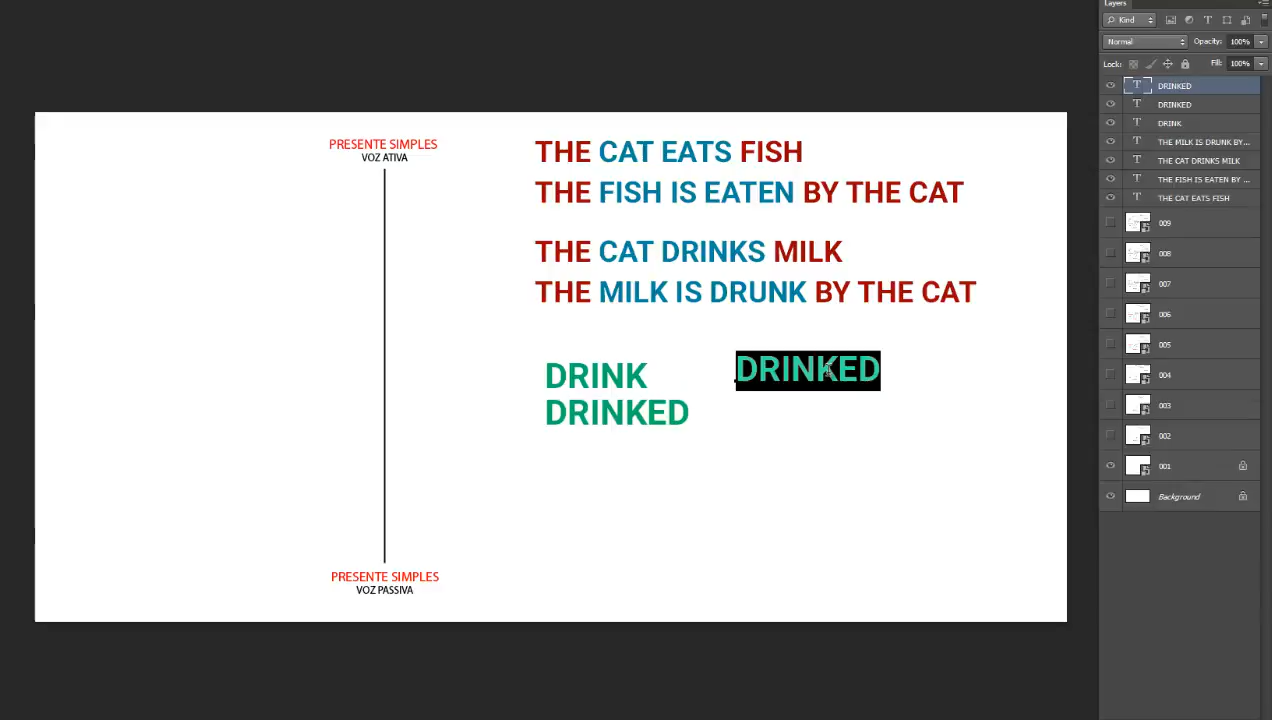 Layers
Kind
Normal
Opacity: 100%
Lock:
Fill: 100%
DRINKED
DRINKED
DRINK
THE MILK IS DRUNK BY...
THE CAT DRINKS MILK
THE FISH IS EATEN BY ...
THE CAT EATS FISH
009
008
007
006
005
004
003
002
001
Background
PRESENTE SIMPLES
VOZ ATIVA
THE CAT EATS FISH
THE FISH IS EATEN BY THE CAT
THE CAT DRINKS MILK
THE MILK IS DRUNK BY THE CAT
DRINK
DRINKED
DRINKED
PRESENTE SIMPLES
VOZ PASSIVA